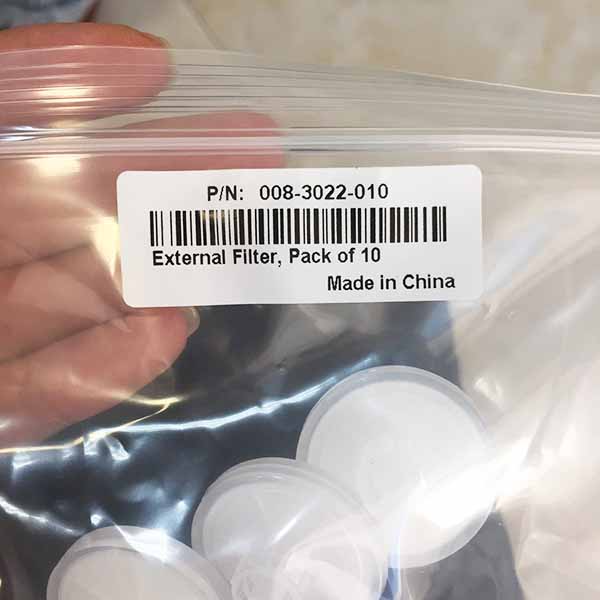 P/N: 008-3022-010
External Filter, Pack of 10
Made in China